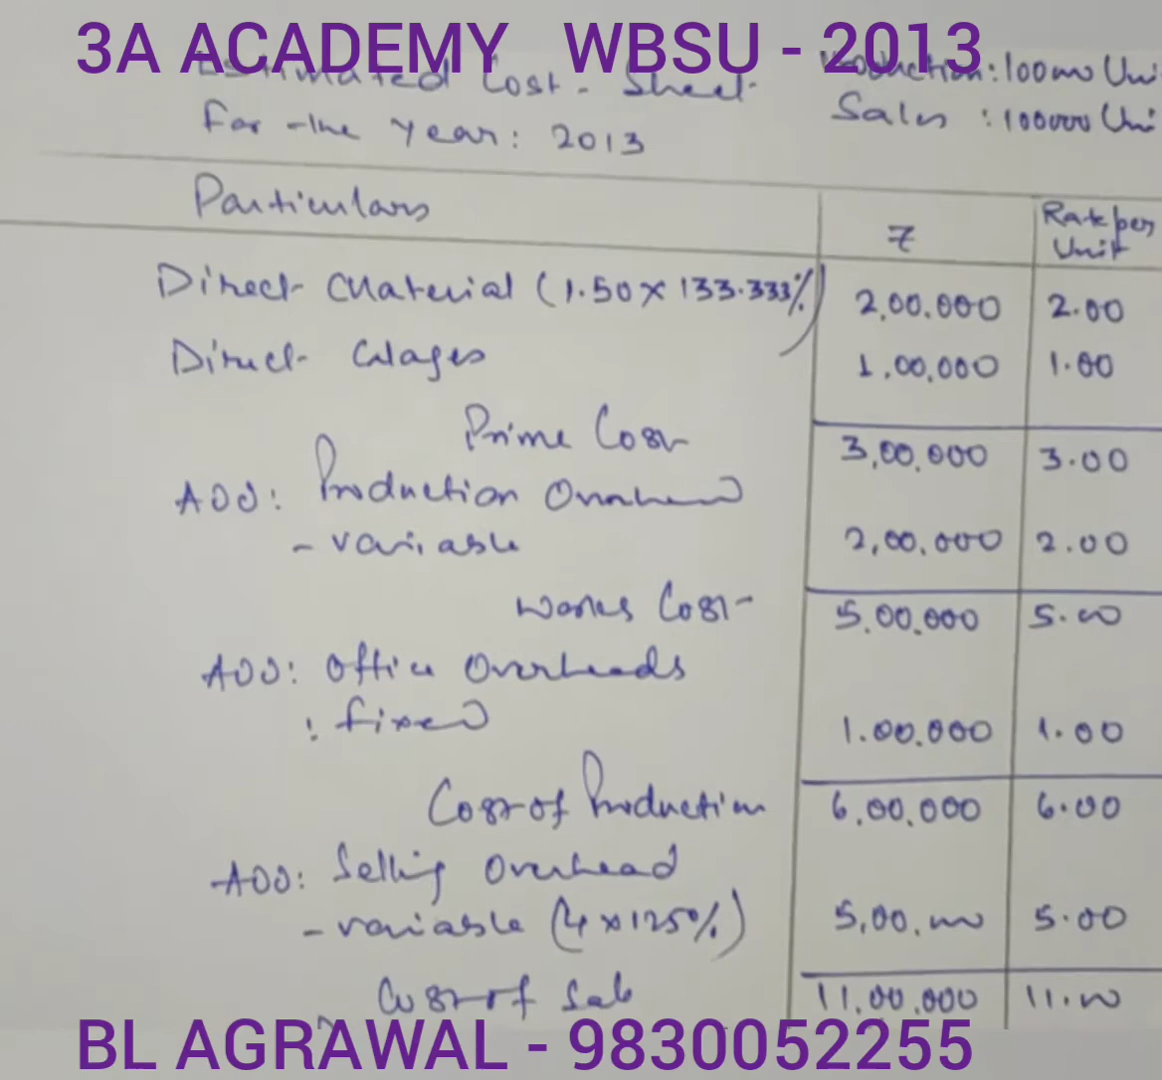 3A ACADEMY WBSU - 2013
Estimated Cost - Sheet Production: 100000 Uni
For the Year: 2013 Sales: 100000 Uni
Particulars ₹ Rate per Unit
Direct Material (1.50 x 133.333%) 2,00,000 2.00
Direct Wages 1,00,000 1.00
Prime Cost 3,00,000 3.00
ADD: Production Overhead
- variable 2,00,000 2.00
Works Cost 5,00,000 5.00
ADD: Office Overheads
: fixed 1,00,000 1.00
Cost of Production 6,00,000 6.00
ADD: Selling Overhead
- variable (4 x 125%) 5,00,000 5.00
Cost of Sale 11,00,000 11.00
BL AGRAWAL - 9830052255